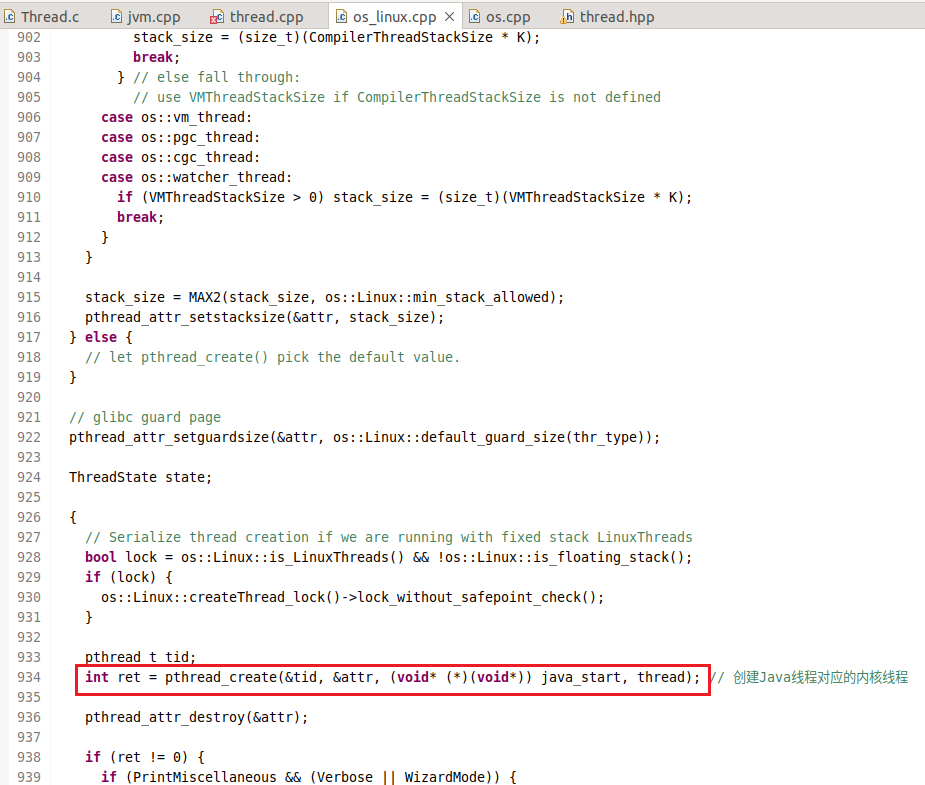 Thread.c jvm.cpp thread.cpp os_linux.cpp os.cpp thread.hpp
902 stack_size = (size_t)(CompilerThreadStackSize * K);
903 break;
904 } // else fall through:
905 // use VMThreadStackSize if CompilerThreadStackSize is not defined
906 case os::vm_thread:
907 case os::pgc_thread:
908 case os::cgc_thread:
909 case os::watcher_thread:
910 if (VMThreadStackSize > 0) stack_size = (size_t)(VMThreadStackSize * K);
911 break;
912 }
913 }
914
915 stack_size = MAX2(stack_size, os::Linux::min_stack_allowed);
916 pthread_attr_setstacksize(&attr, stack_size);
917 } else {
918 // let pthread_create() pick the default value.
919 }
920
921 // glibc guard page
922 pthread_attr_setguardsize(&attr, os::Linux::default_guard_size(thr_type));
923
924 ThreadState state;
925
926 {
927 // Serialize thread creation if we are running with fixed stack LinuxThreads
928 bool lock = os::Linux::is_LinuxThreads() && !os::Linux::is_floating_stack();
929 if (lock) {
930 os::Linux::createThread_lock()->lock_without_safepoint_check();
931 }
932
933 pthread_t tid;
934 int ret = pthread_create(&tid, &attr, (void* (*)(void*)) java_start, thread); // 创建Java线程对应的内核线程
935
936 pthread_attr_destroy(&attr);
937
938 if (ret != 0) {
939 if (PrintMiscellaneous && (Verbose || WizardMode)) {